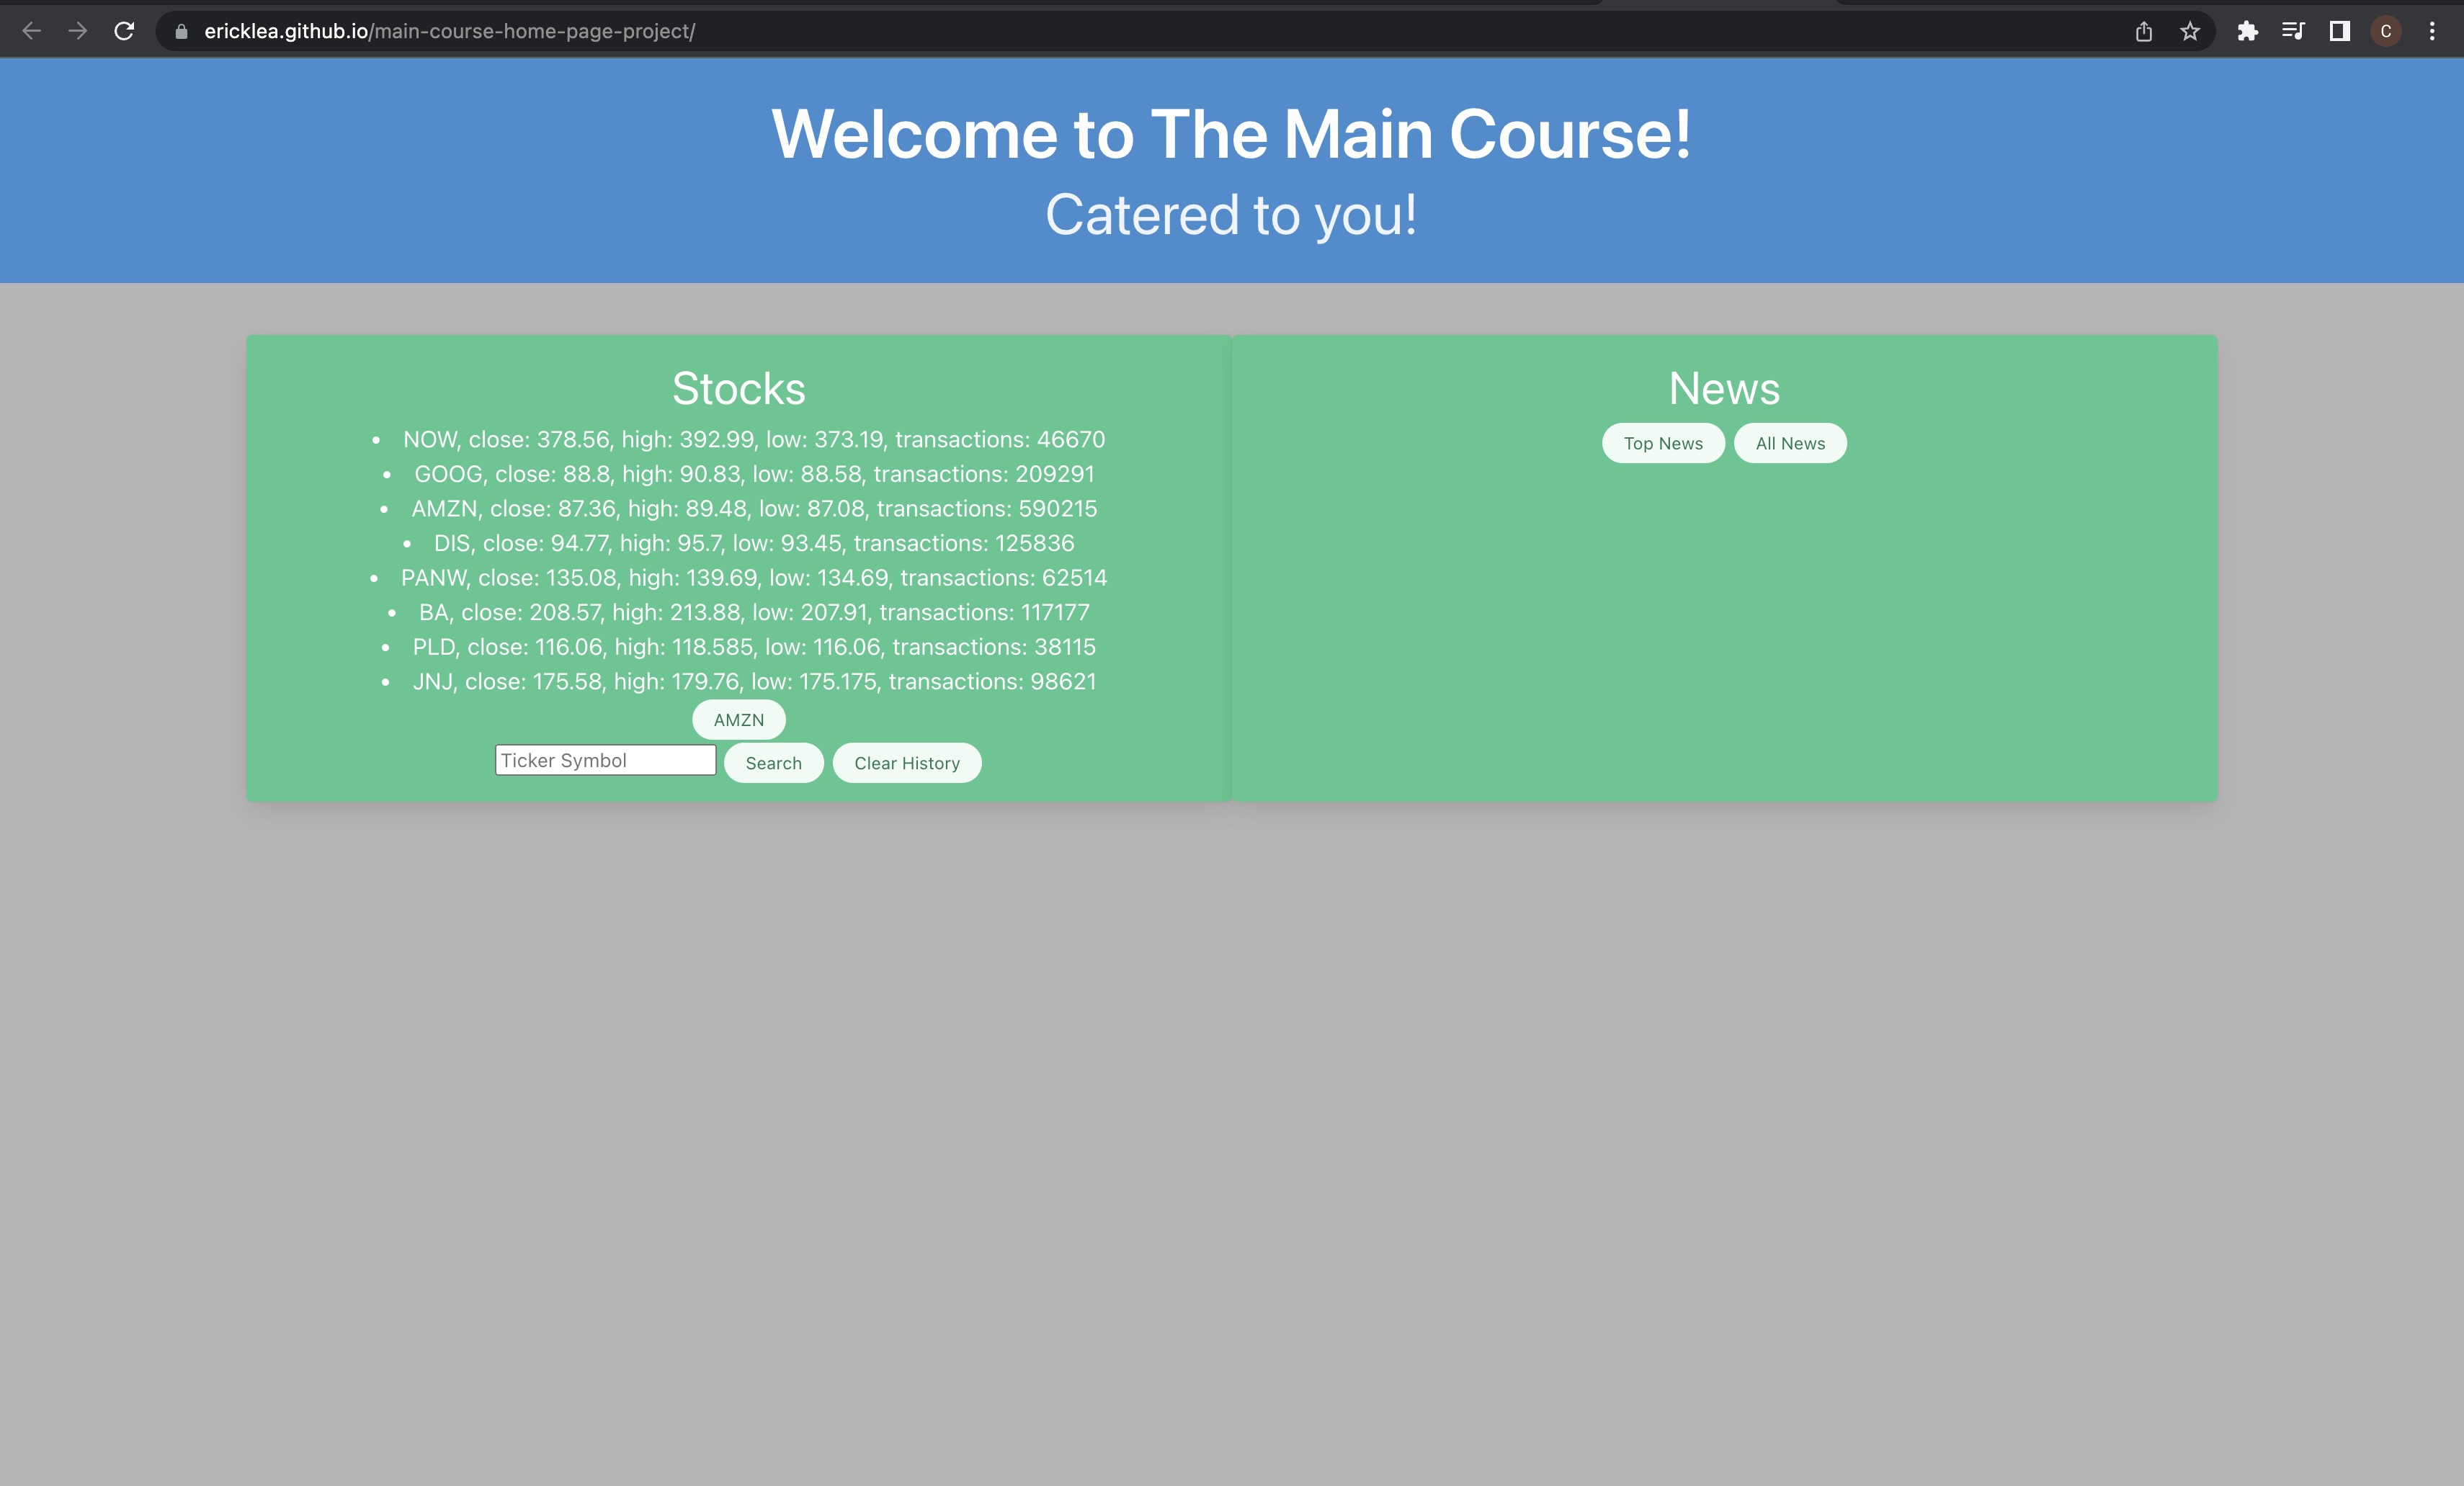 ericklea.github.io/main-course-home-page-project/
C
Welcome to The Main Course!
Catered to you!
Stocks
• NOW, close: 378.56, high: 392.99, low: 373.19, transactions: 46670
• GOOG, close: 88.8, high: 90.83, low: 88.58, transactions: 209291
• AMZN, close: 87.36, high: 89.48, low: 87.08, transactions: 590215
• DIS, close: 94.77, high: 95.7, low: 93.45, transactions: 125836
• PANW, close: 135.08, high: 139.69, low: 134.69, transactions: 62514
• BA, close: 208.57, high: 213.88, low: 207.91, transactions: 117177
• PLD, close: 116.06, high: 118.585, low: 116.06, transactions: 38115
• JNJ, close: 175.58, high: 179.76, low: 175.175, transactions: 98621
AMZN
Ticker Symbol Search Clear History
News
Top News All News